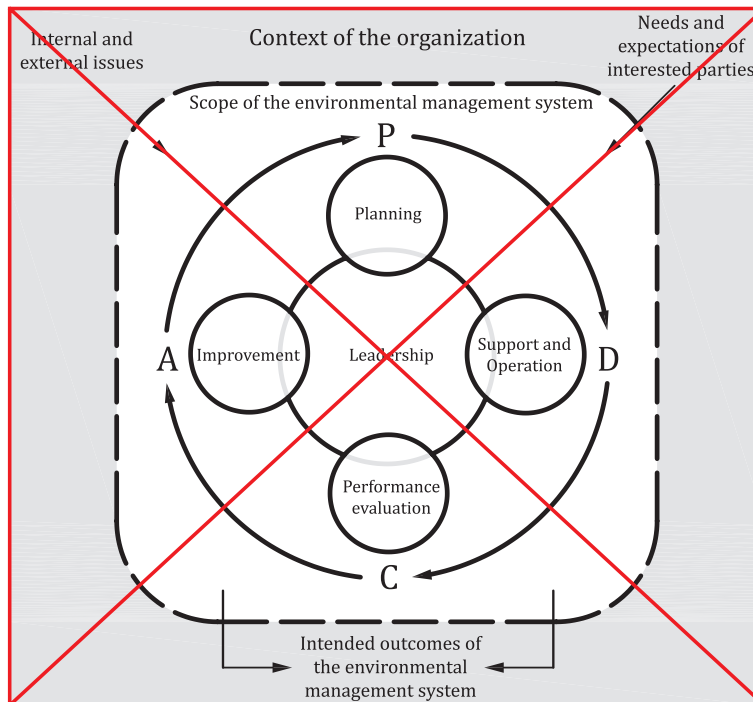 Internal and
external issues
Context of the organization
Needs and
expectations of
interested parties
Scope of the environmental management system
P
Planning
A
Improvement
Leadership
Support and
Operation
D
Performance
evaluation
C
Intended outcomes of
the environmental
management system